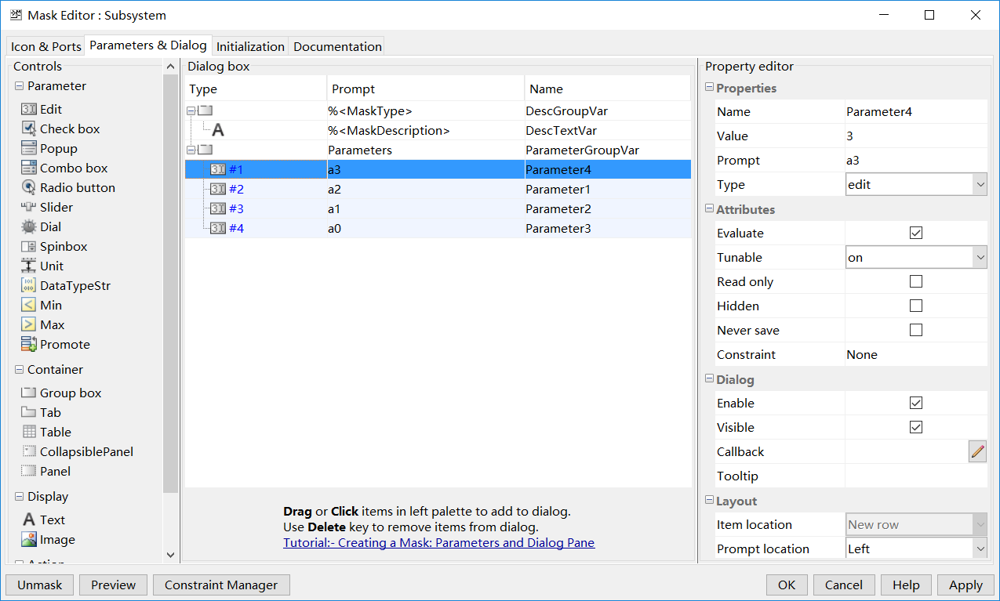 Mask Editor : Subsystem
Icon & Ports
Parameters & Dialog
Initialization
Documentation
Controls
Parameter
Edit
Check box
Popup
Combo box
Radio button
Slider
Dial
Spinbox
Unit
DataTypeStr
Min
Max
Promote
Container
Group box
Tab
Table
CollapsiblePanel
Panel
Display
Text
Image
Dialog box
Type Prompt Name
%<MaskType> DescGroupVar
A %<MaskDescription> DescTextVar
Parameters ParameterGroupVar
#1 a3 Parameter4
#2 a2 Parameter1
#3 a1 Parameter2
#4 a0 Parameter3
Drag or Click items in left palette to add to dialog.
Use Delete key to remove items from dialog.
Tutorial:- Creating a Mask: Parameters and Dialog Pane
Property editor
Properties
Name Parameter4
Value 3
Prompt a3
Type edit
Attributes
Evaluate
Tunable on
Read only
Hidden
Never save
Constraint None
Dialog
Enable
Visible
Callback
Tooltip
Layout
Item location New row
Prompt location Left
Unmask
Preview
Constraint Manager
OK
Cancel
Help
Apply